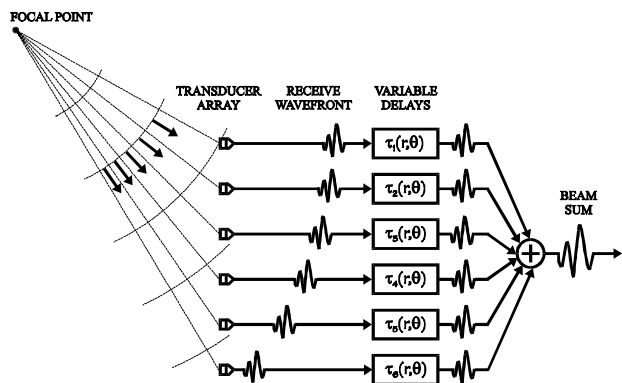 FOCAL POINT
TRANSDUCER
ARRAY
RECEIVE
WAVEFRONT
VARIABLE
DELAYS
τ₁(r,θ)
τ₂(r,θ)
τ₃(r,θ)
τ₄(r,θ)
τ₅(r,θ)
τ₆(r,θ)
BEAM
SUM
+